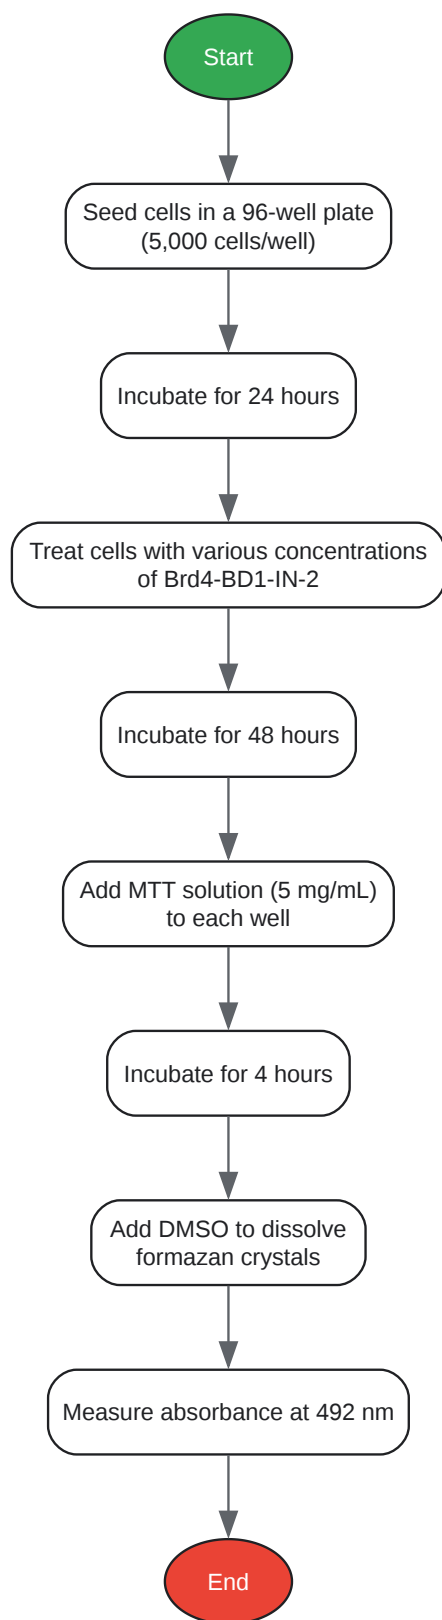 Start
Seed cells in a 96-well plate
(5,000 cells/well)
Incubate for 24 hours
Treat cells with various concentrations
of Brd4-BD1-IN-2
Incubate for 48 hours
Add MTT solution (5 mg/mL)
to each well
Incubate for 4 hours
Add DMSO to dissolve
formazan crystals
Measure absorbance at 492 nm
End